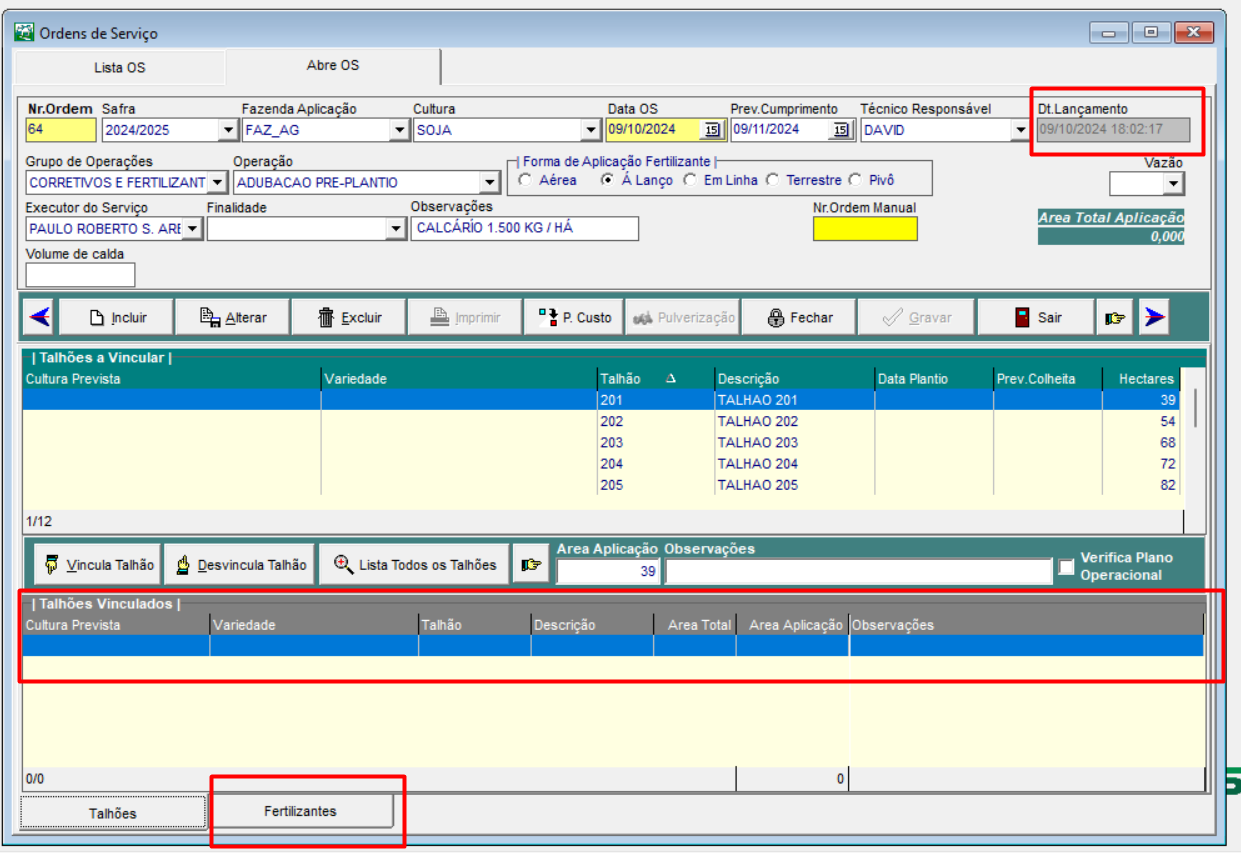 Ordens de Serviço
Lista OS Abre OS
Nr.Ordem Safra Fazenda Aplicação Cultura Data OS Prev.Cumprimento Técnico Responsável Dt.Lançamento
64 2024/2025 FAZ_AG SOJA 09/10/2024 15 09/11/2024 15 DAVID 09/10/2024 18:02:17
Grupo de Operações Operação | Forma de Aplicação Fertilizante | Vazão
CORRETIVOS E FERTILIZANT ADUBACAO PRE-PLANTIO Aérea Á Lanço Em Linha Terrestre Pivô
Executor do Serviço Finalidade Observações Nr.Ordem Manual Area Total Aplicação
PAULO ROBERTO S. ARE CALCÁRÍO 1.500 KG / HÁ 0,000
Volume de calda
Incluir Alterar Excluir Imprimir P. Custo Pulverização Fechar Gravar Sair
| Talhões a Vincular |
Cultura Prevista Variedade Talhão Descrição Data Plantio Prev.Colheita Hectares
201 TALHAO 201 39
202 TALHAO 202 54
203 TALHAO 203 68
204 TALHAO 204 72
205 TALHAO 205 82
1/12
Vincula Talhão Desvincula Talhão Lista Todos os Talhões Area Aplicação Observações Verifica Plano Operacional
39
| Talhões Vinculados |
Cultura Prevista Variedade Talhão Descrição Area Total Area Aplicação Observações
0/0 0
Talhões Fertilizantes